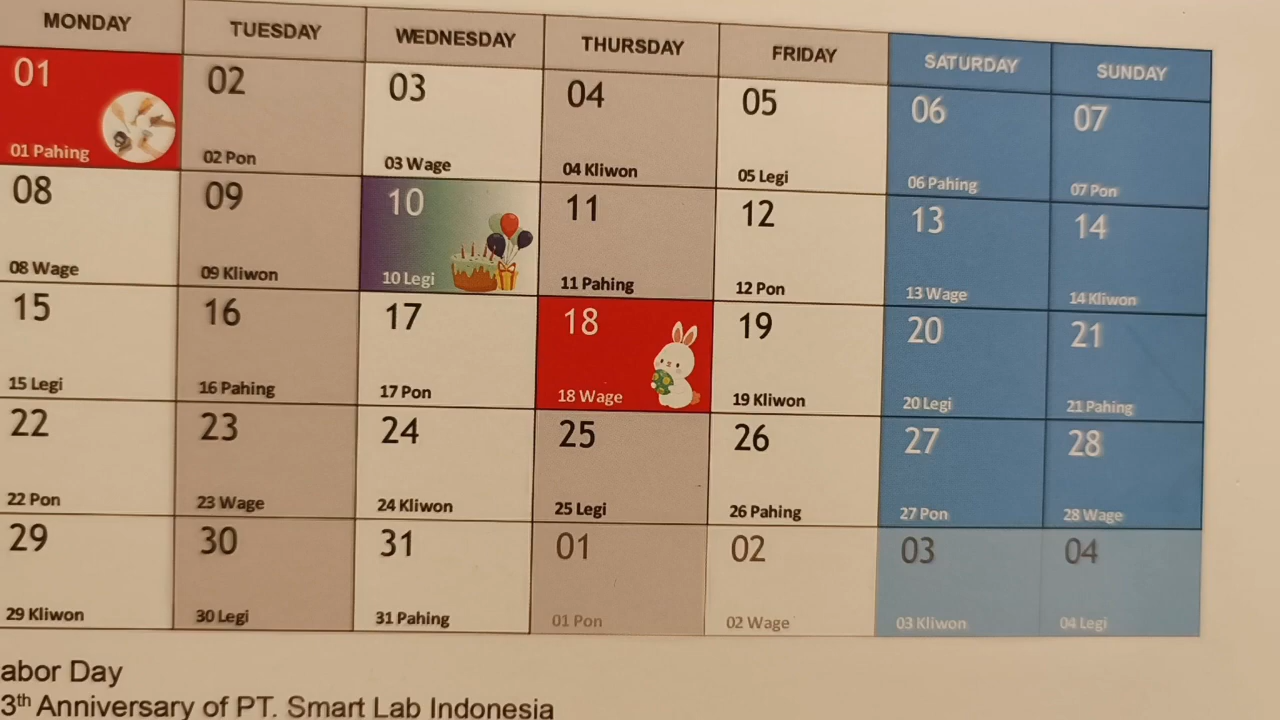 MONDAY TUESDAY WEDNESDAY THURSDAY FRIDAY SATURDAY SUNDAY
01 02 03 04 05 06 07
01 Pahing 02 Pon 03 Wage 04 Kliwon 05 Legi 06 Pahing 07 Pon
08 09 10 11 12 13 14
08 Wage 09 Kliwon 10 Legi 11 Pahing 12 Pon 13 Wage 14 Kliwon
15 16 17 18 19 20 21
15 Legi 16 Pahing 17 Pon 18 Wage 19 Kliwon 20 Legi 21 Pahing
22 23 24 25 26 27 28
22 Pon 23 Wage 24 Kliwon 25 Legi 26 Pahing 27 Pon 28 Wage
29 30 31 01 02 03 04
29 Kliwon 30 Legi 31 Pahing 01 Pon 02 Wage 03 Kliwon 04 Legi
abor Day
3th Anniversary of PT. Smart Lab Indonesia